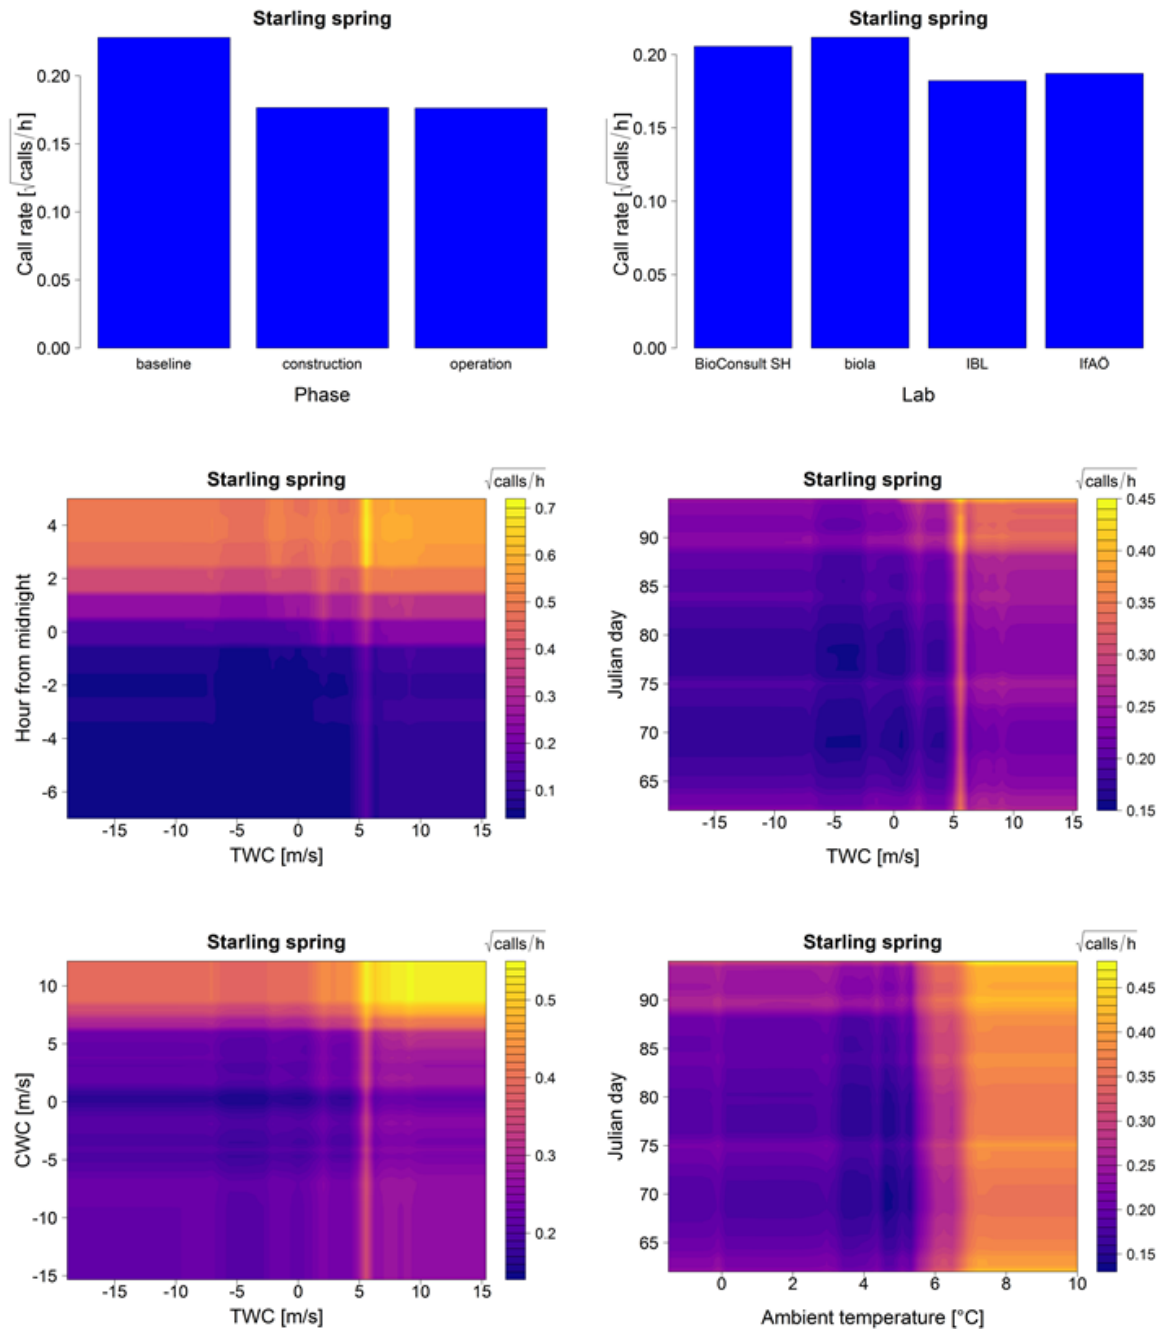 Starling spring
Call rate [√calls/h]
0.20
0.15
0.10
0.05
0.00
baseline construction operation
Phase
Starling spring
Call rate [√calls/h]
0.20
0.15
0.10
0.05
0.00
BioConsult SH biola IBL IfAÖ
Lab
Starling spring
√calls/h
Hour from midnight
4
2
0
-2
-4
-6
-15 -10 -5 0 5 10 15
TWC [m/s]
0.7
0.6
0.5
0.4
0.3
0.2
0.1
Starling spring
√calls/h
Julian day
90
85
80
75
70
65
-15 -10 -5 0 5 10 15
TWC [m/s]
0.45
0.40
0.35
0.30
0.25
0.20
0.15
Starling spring
√calls/h
CWC [m/s]
10
5
0
-5
-10
-15
-15 -10 -5 0 5 10 15
TWC [m/s]
0.5
0.4
0.3
0.2
Starling spring
√calls/h
Julian day
90
85
80
75
70
65
0 2 4 6 8 10
Ambient temperature [°C]
0.45
0.40
0.35
0.30
0.25
0.20
0.15